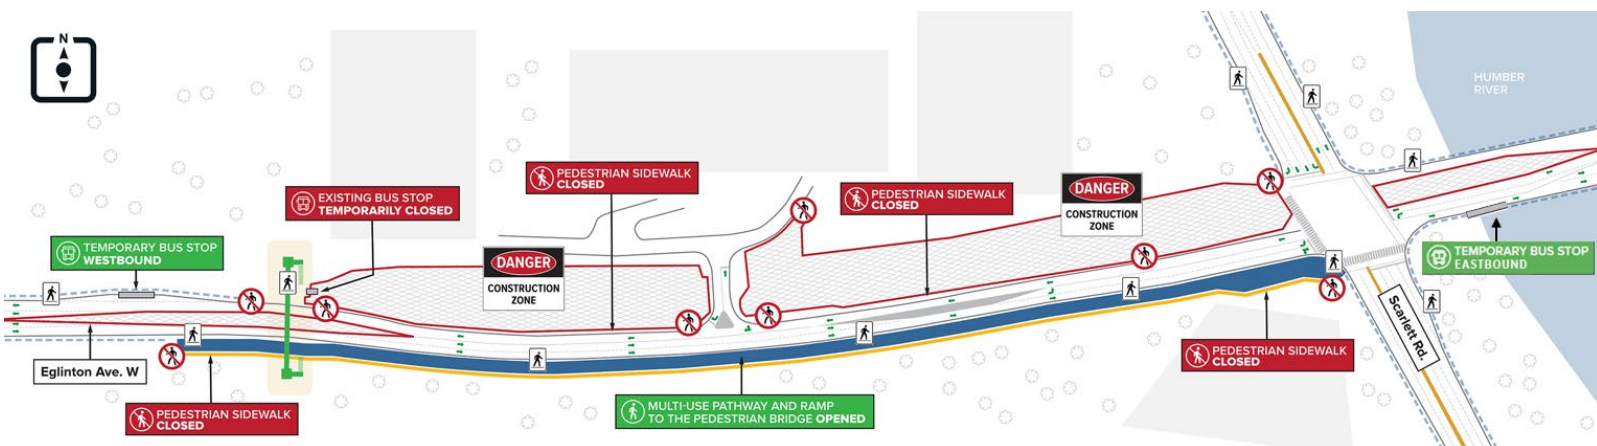 N
HUMBER
RIVER
PEDESTRIAN SIDEWALK
CLOSED
DANGER
CONSTRUCTION
ZONE
PEDESTRIAN SIDEWALK
CLOSED
EXISTING BUS STOP
TEMPORARILY CLOSED
TEMPORARY BUS STOP
WESTBOUND
DANGER
CONSTRUCTION
ZONE
TEMPORARY BUS STOP
EASTBOUND
Scarlett Rd.
Eglinton Ave. W
PEDESTRIAN SIDEWALK
CLOSED
PEDESTRIAN SIDEWALK
CLOSED
MULTI-USE PATHWAY AND RAMP
TO THE PEDESTRIAN BRIDGE OPENED